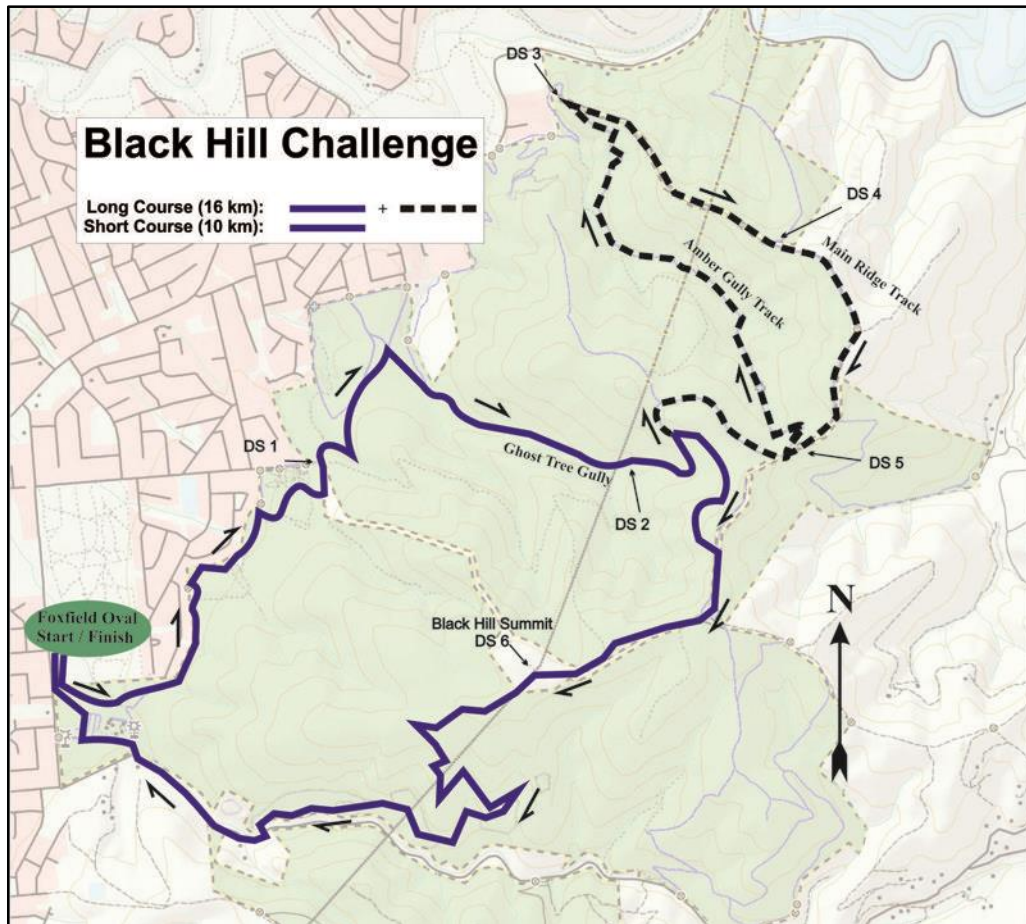 Black Hill Challenge
Long Course (16 km): +
Short Course (10 km):
DS 3
DS 4
Main Ridge Track
Amber Gully Track
DS 1
Ghost Tree Gully
DS 2
DS 5
Foxfield Oval
Start / Finish
Black Hill Summit
DS 6
N